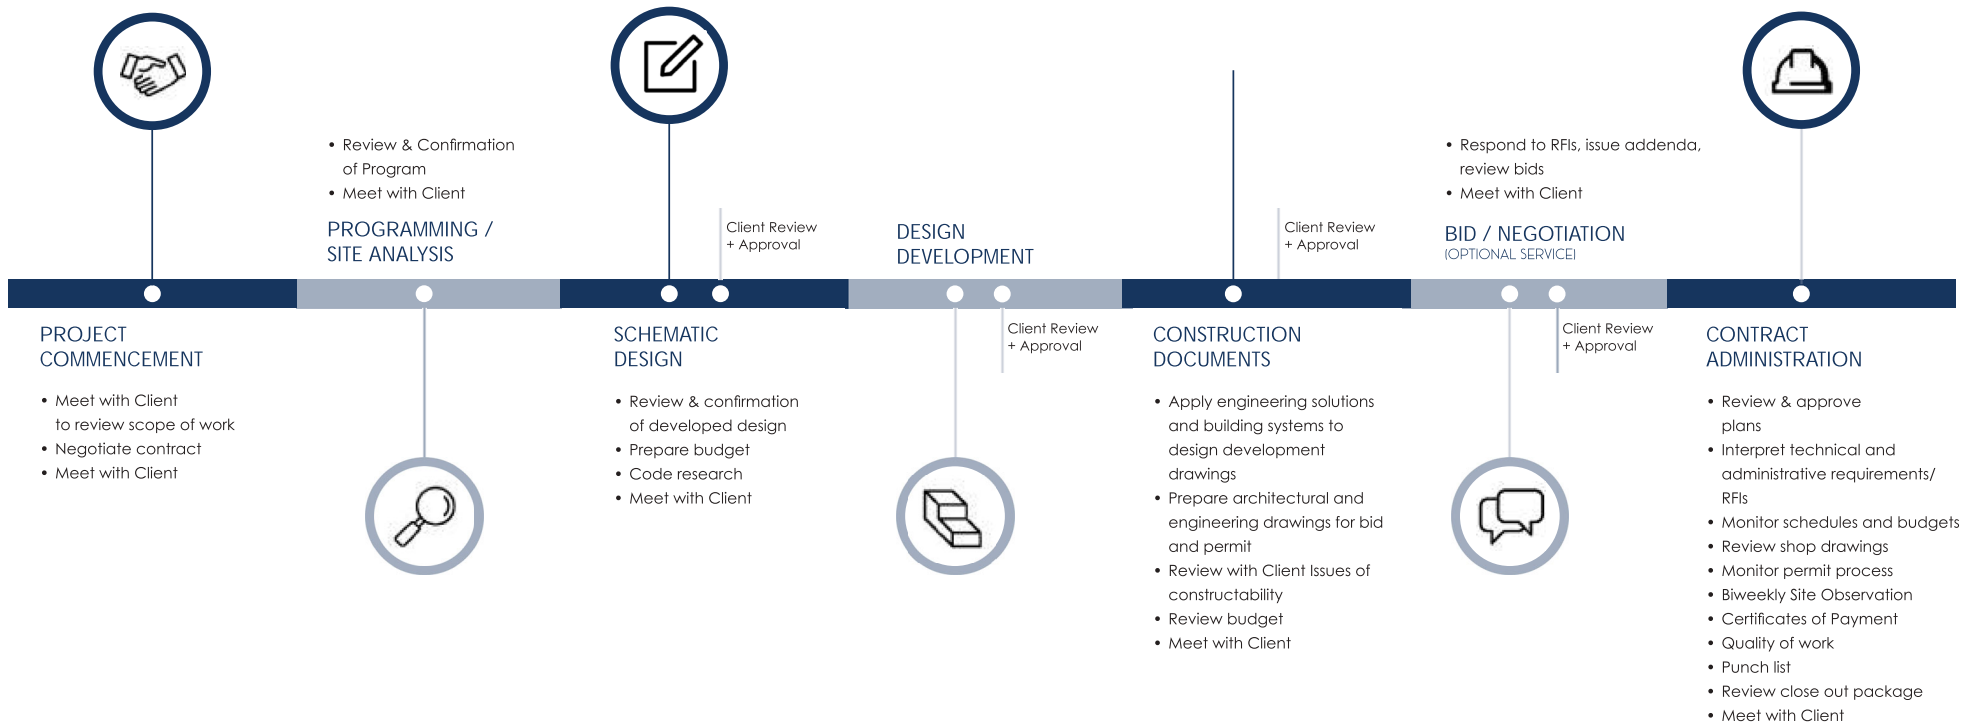 PROJECT
COMMENCEMENT
• Meet with Client
to review scope of work
• Negotiate contract
• Meet with Client
• Review & Confirmation
of Program
• Meet with Client
PROGRAMMING /
SITE ANALYSIS
SCHEMATIC
DESIGN
• Review & confirmation
of developed design
• Prepare budget
• Code research
• Meet with Client
Client Review
+ Approval
DESIGN
DEVELOPMENT
Client Review
+ Approval
CONSTRUCTION
DOCUMENTS
• Apply engineering solutions
and building systems to
design development
drawings
• Prepare architectural and
engineering drawings for bid
and permit
• Review with Client Issues of
constructability
• Review budget
• Meet with Client
Client Review
+ Approval
• Respond to RFIs, issue addenda,
review bids
• Meet with Client
BID / NEGOTIATION
(OPTIONAL SERVICE)
Client Review
+ Approval
CONTRACT
ADMINISTRATION
• Review & approve
plans
• Interpret technical and
administrative requirements/
RFIs
• Monitor schedules and budgets
• Review shop drawings
• Monitor permit process
• Biweekly Site Observation
• Certificates of Payment
• Quality of work
• Punch list
• Review close out package
• Meet with Client